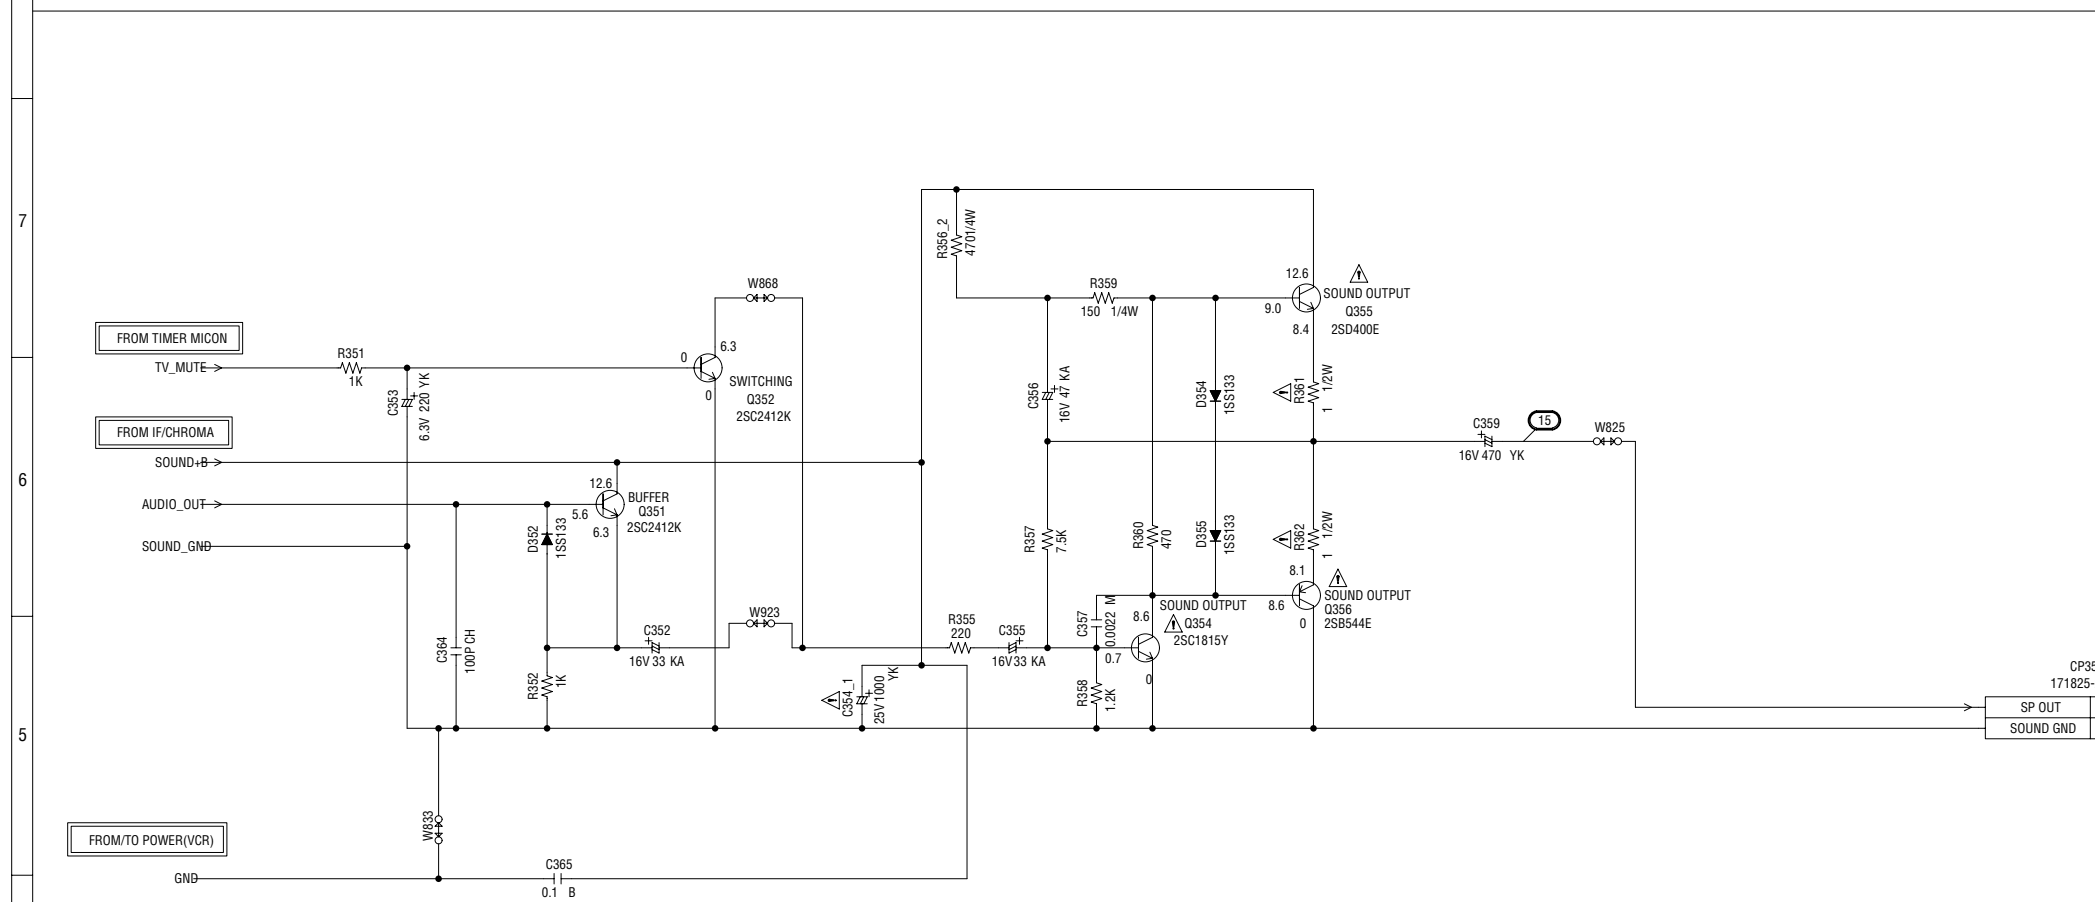 7
R356_2
4701/4W
12.6
W868
R359
SOUND OUTPUT
150 1/4W
9.0
Q355
8.4
2SD400E
FROM TIMER MICON
6.3
TV_MUTE
R351
1K
0
SWITCHING
Q352
2SC2412K
0
C353
6.3V 220 YK
C356
16V 47 KA
D354
1SS133
R361
1 1/2W
FROM IF/CHROMA
C359
15
W825
16V 470 YK
SOUND+B
6
12.6
BUFFER
AUDIO_OUT
Q351
5.6
2SC2412K
6.3
D352
1SS133
R357
7.5K
R360
470
D355
1SS133
R362
1 1/2W
SOUND_GND
8.1
SOUND OUTPUT
8.6
Q356
2SB544E
0
W923
C357
0.0022 M
SOUND OUTPUT
8.6
Q354
2SC1815Y
R355
220
C352
16V 33 KA
C355
16V 33 KA
0.7
0
C364
100P CH
R352
1K
C354_1
25V 1000 YK
R358
1.2K
CP35
171825-
SP OUT
5
SOUND GND
W833
FROM/TO POWER(VCR)
C365
GND
0.1 B